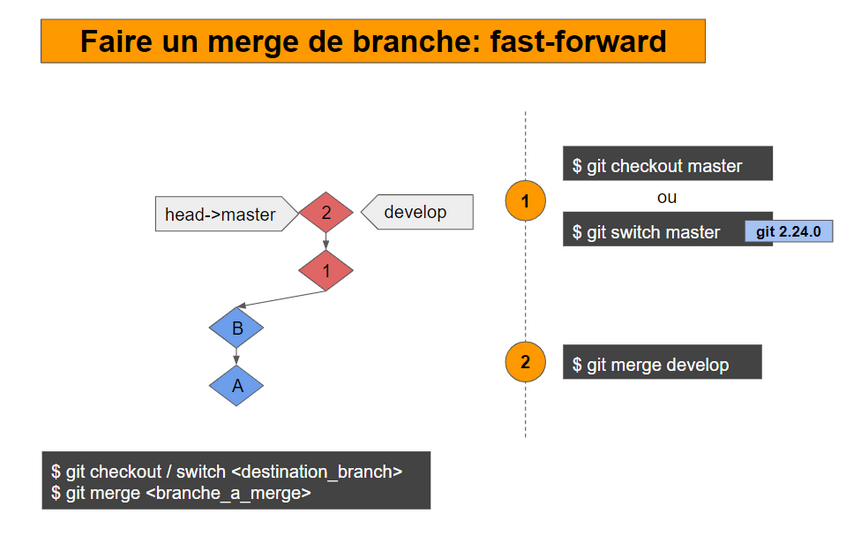 Faire un merge de branche: fast-forward
head->master
2
develop
1
B
A
1
$ git checkout master
ou
$ git switch master
git 2.24.0
2
$ git merge develop
$ git checkout / switch <destination_branch>
$ git merge <branche_a_merge>